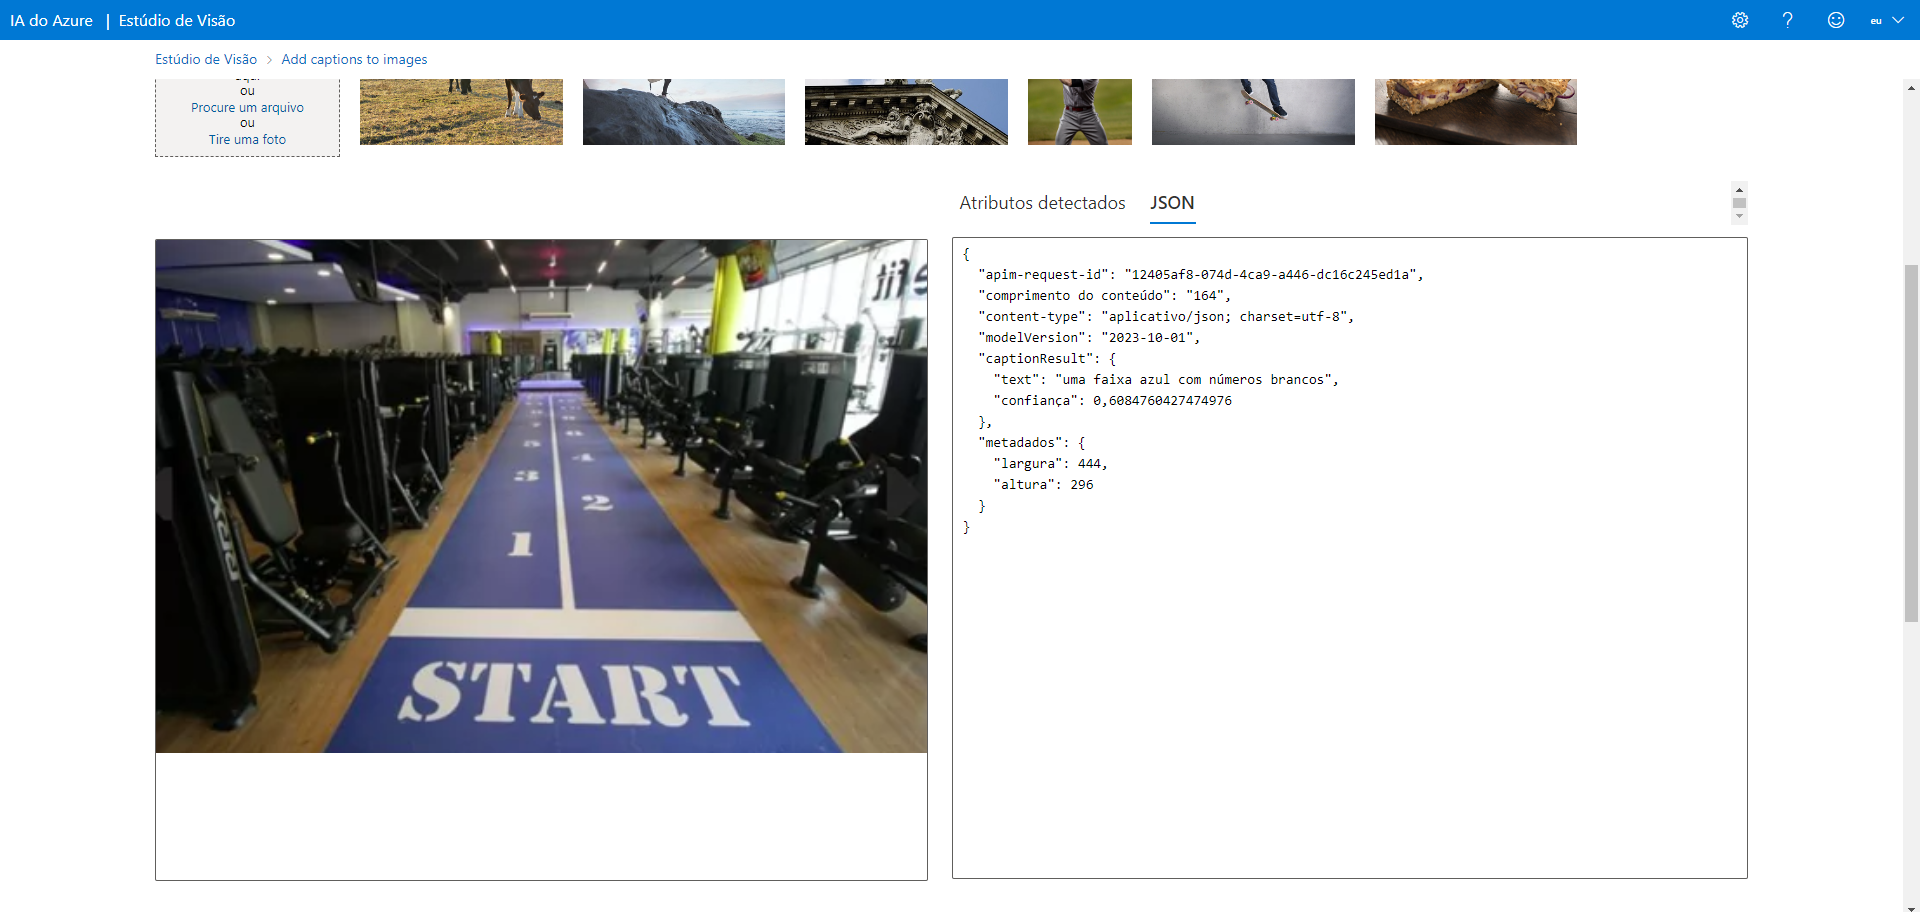 IA do Azure | Estúdio de Visão
eu
Estúdio de Visão > Add captions to images
ou
Procure um arquivo
ou
Tire uma foto
Atributos detectados JSON
{
"apim-request-id": "12405af8-074d-4ca9-a446-dc16c245ed1a",
"comprimento do conteúdo": "164",
"content-type": "aplicativo/json; charset=utf-8",
"modelVersion": "2023-10-01",
"captionResult": {
"text": "uma faixa azul com números brancos",
"confiança": 0,6084760427474976
},
"metadados": {
"largura": 444,
"altura": 296
}
}
4
3
2
1
START